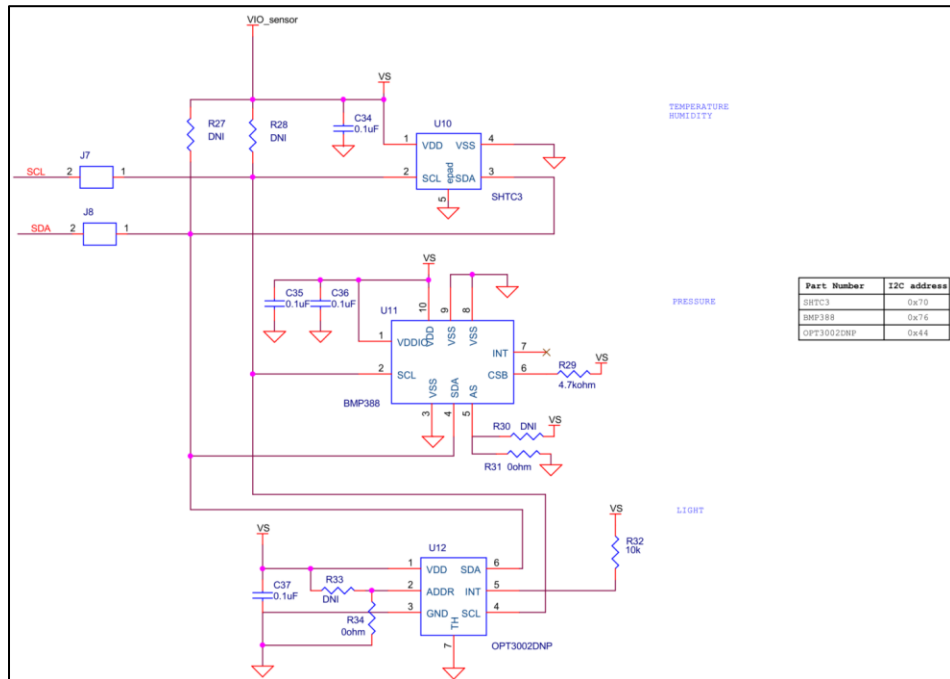 VIO_sensor
VS
R27
DNI
R28
DNI
C34
0.1uF
U10
1
VDD
VSS
4
2
SCL
epad
SDA
3
5
SHTC3
TEMPERATURE
HUMIDITY
J7
SCL
2
1
J8
SDA
2
1
VS
C35
0.1uF
C36
0.1uF
U11
10
9
8
1
VDDIO
VDD
VSS
VSS
INT
7
2
SCL
CSB
6
VSS
SDA
AS
3
4
5
BMP388
R29
4.7kohm
VS
R30
DNI
VS
R31
0ohm
PRESSURE
Part Number
I2C address
SHTC3
0x70
BMP388
0x76
OPT3002DNP
0x44
LIGHT
VS
C37
0.1uF
R33
DNI
R34
0ohm
U12
1
VDD
SDA
6
2
ADDR
INT
5
3
GND
SCL
4
TH
7
OPT3002DNP
VS
R32
10k